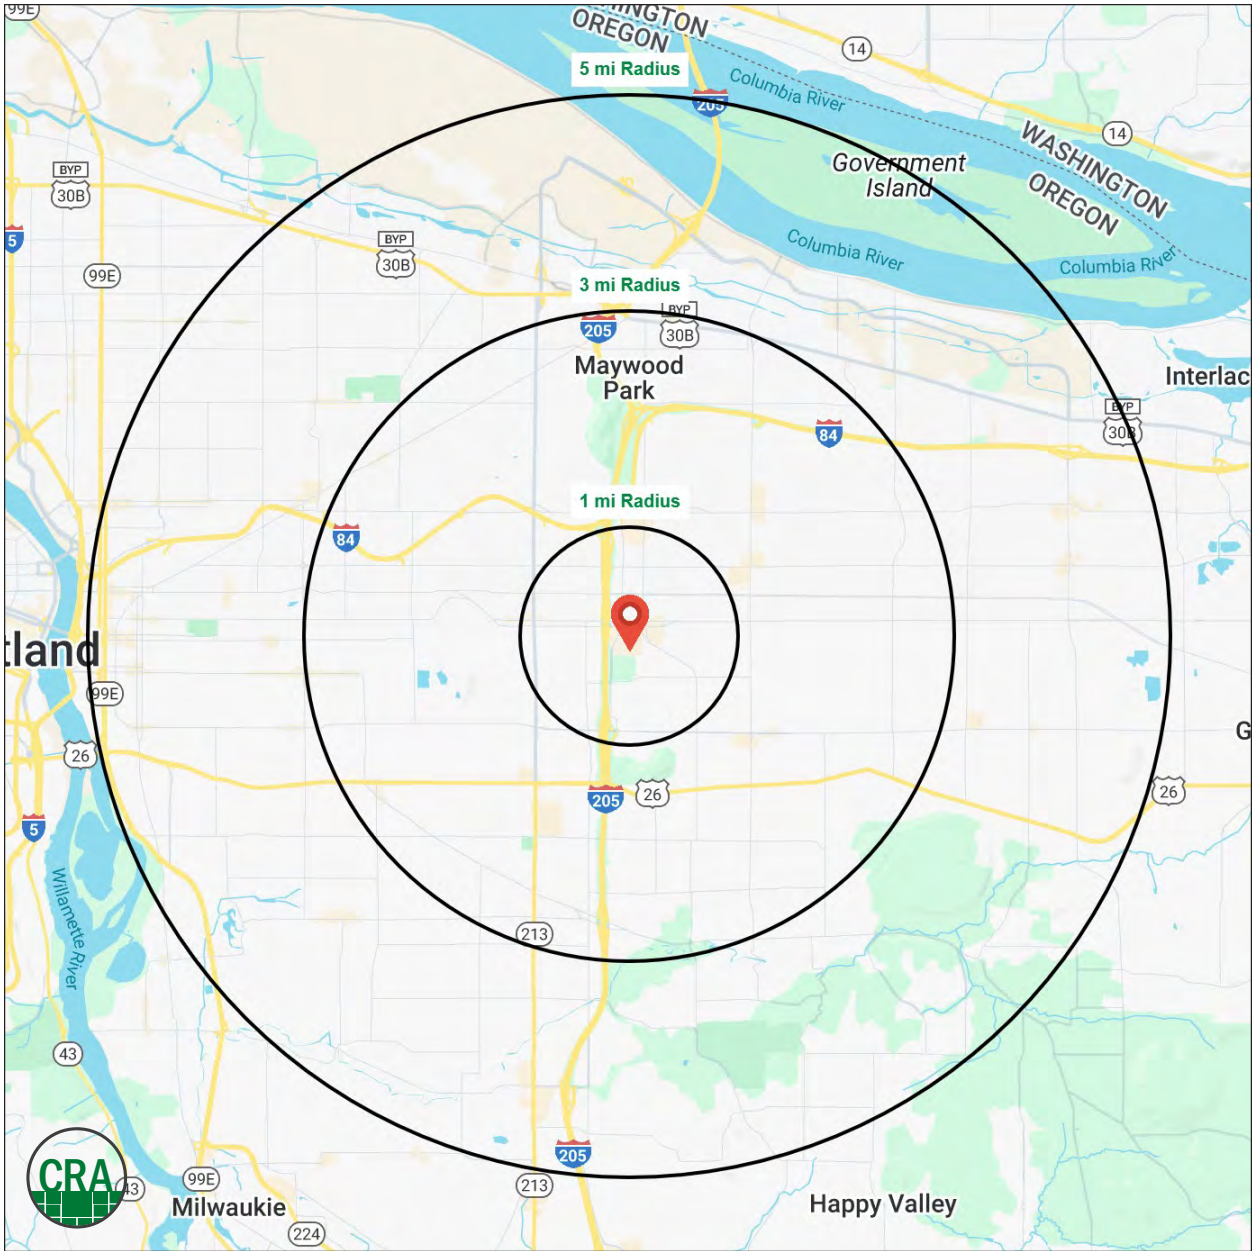 99E
WASHINGTON
OREGON
14
5 mi Radius
205
Columbia River
14
Government
Island
WASHINGTON
OREGON
BYP
30B
BYP
30B
5
99E
Columbia River
Columbia River
3 mi Radius
BYP
30B
205
Maywood
Park
Interlac
BYP
30B
84
1 mi Radius
84
tland
99E
26
G
205
26
26
5
Willamette River
213
43
205
CRA
43
99E
Milwaukie
213
Happy Valley
224